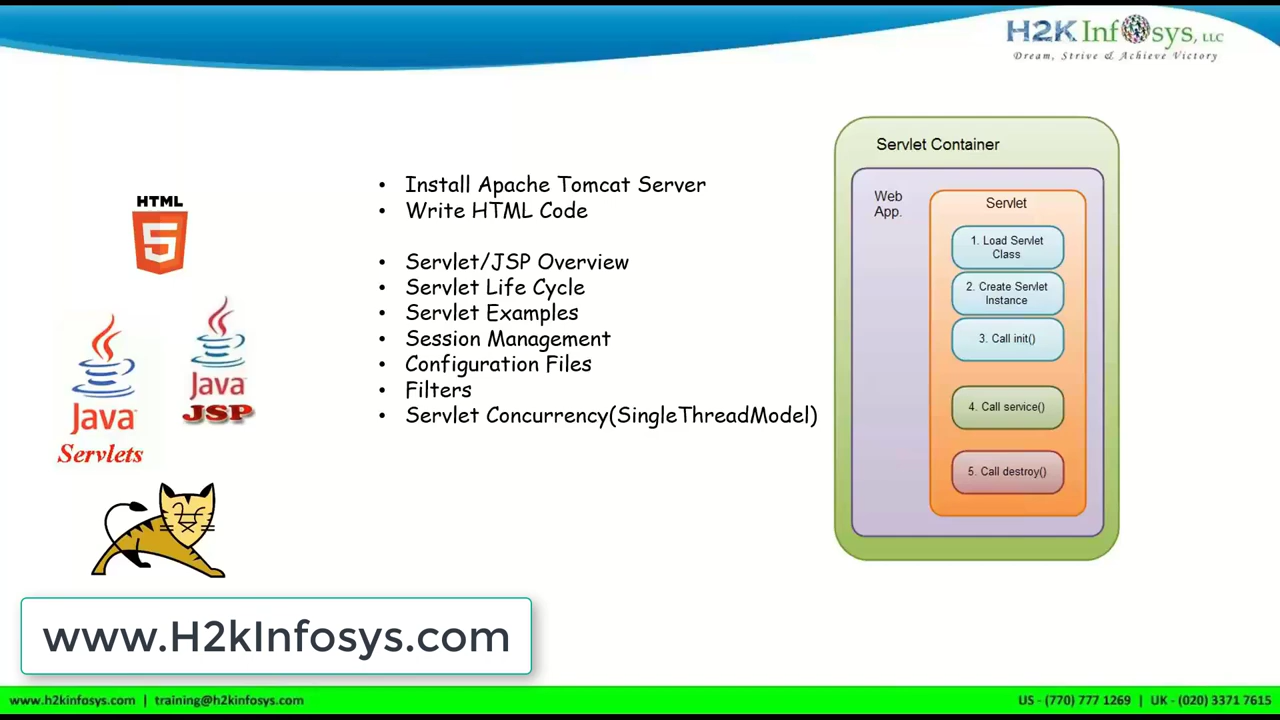 H2K Infosys, LLC
Dream, Strive & Achieve Victory
HTML
5
Java
Servlets
Java
JSP
• Install Apache Tomcat Server
• Write HTML Code
• Servlet/JSP Overview
• Servlet Life Cycle
• Servlet Examples
• Session Management
• Configuration Files
• Filters
• Servlet Concurrency(SingleThreadModel)
Servlet Container
Web
App.
Servlet
1. Load Servlet
Class
2. Create Servlet
Instance
3. Call init()
4. Call service()
5. Call destroy()
www.H2kInfosys.com
www.h2kinfosys.com | training@h2kinfosys.com
US - (770) 777 1269 | UK - (020) 3371 7615